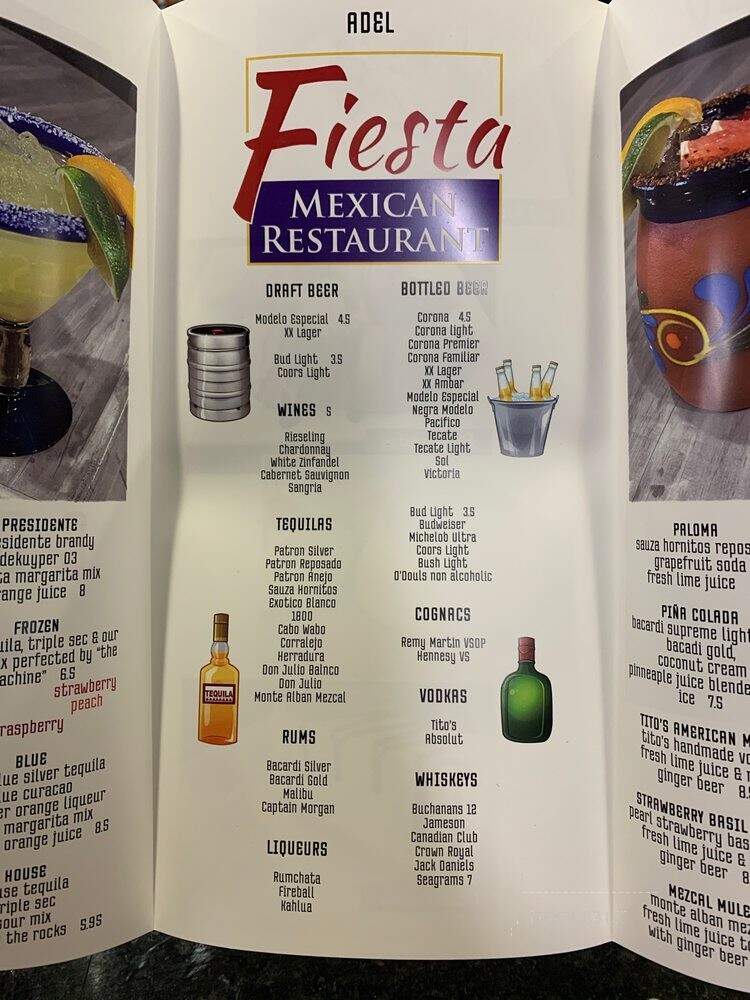 ADEL
Fiesta
MEXICAN
RESTAURANT
DRAFT BEER
Modelo Especial 4.5
XX Lager
Bud Light 3.5
Coors Light
WINES 5
Rieseling
Chardonnay
White Zinfandel
Cabernet Sauvignon
Sangria
TEQUILAS
Patron Silver
Patron Reposado
Patron Anejo
Sauza Hornitos
Exotico Blanco
1800
Cabo Wabo
Corralejo
Herradura
Don Julio Balnco
Don Julio
Monte Alban Mezcal
TEQUILA
RUMS
Bacardi Silver
Bacardi Gold
Malibu
Captain Morgan
LIQUEURS
Rumchata
Fireball
Kahlua
BOTTLED BEER
Corona 4.5
Corona light
Corona Premier
Corona Familiar
XX Lager
XX Ambar
Modelo Especial
Negra Modelo
Pacifico
Tecate
Tecate Light
Sol
Victoria
Bud Light 3.5
Budweiser
Michelob Ultra
Coors Light
Bush Light
O'Douls non alcoholic
COGNACS
Remy Martin VSOP
Hennesy VS
VODKAS
Tito's
Absolut
WHISKEYS
Buchanans 12
Jameson
Canadian Club
Crown Royal
Jack Daniels
Seagrams 7
PRESIDENTE
brandy
dekuyper 03
margarita mix
juice 8
FROZEN
triple sec & our
perfected by "the
6.5
strawberry
peach
raspberry
BLUE
silver tequila
curacao
orange liqueur
margarita mix
orange juice 8.5
HOUSE
tequila
triple sec
sour mix
the rocks 5.95
PALOMA
sauza hornitos
grapefruit soda
fresh lime juice
PIÑA COLADA
bacardi supreme
bacadi gold,
coconut cream
pinneaple juice
ice 7.5
TITO'S AMERICAN
tito's handmade
fresh lime juice &
ginger beer
STRAWBERRY BASIL
pearl strawberry
fresh lime juice &
ginger beer
MEZCAL MULE
monte alban
fresh lime juice
with ginger beer